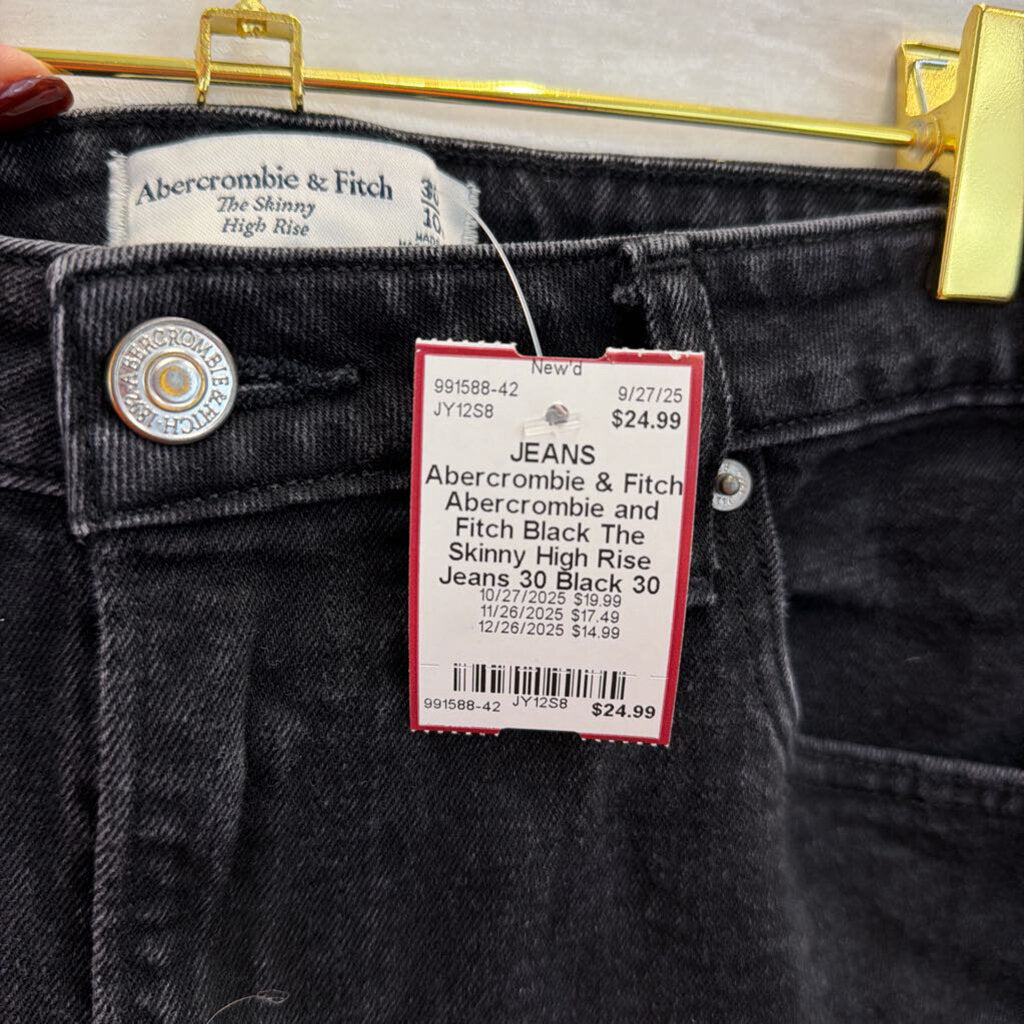 Abercrombie & Fitch
The Skinny
High Rise
10
MADE
ABERCROMBIE & FITCH · 1892 ·
New'd
991588-42 9/27/25
JY12S8 $24.99
JEANS
Abercrombie & Fitch
Abercrombie and
Fitch Black The
Skinny High Rise
Jeans 30 Black 30
10/27/2025 $19.99
11/26/2025 $17.49
12/26/2025 $14.99
991588-42 JY12S8 $24.99